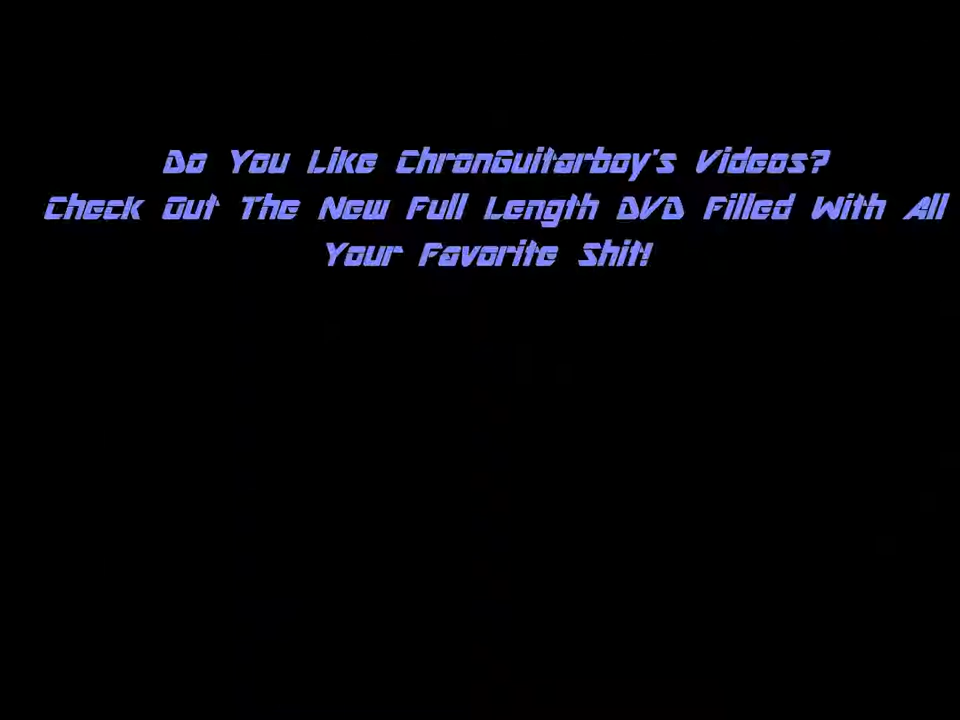 Do You Like ChronGuitarboy's Videos?
Check Out The New Full Length DVD Filled With All
Your Favorite Shit!